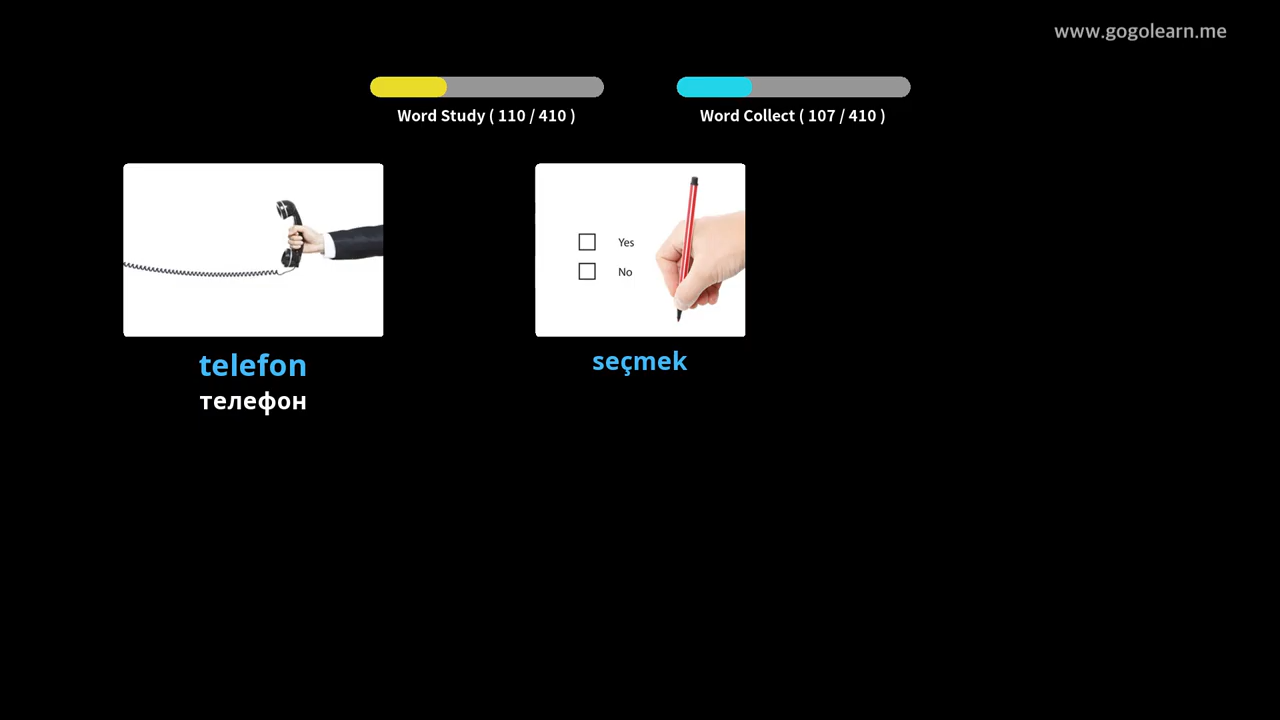 www.gogolearn.me
Word Study ( 110 / 410 )
Word Collect ( 107 / 410 )
Yes
No
telefon
телефон
seçmek